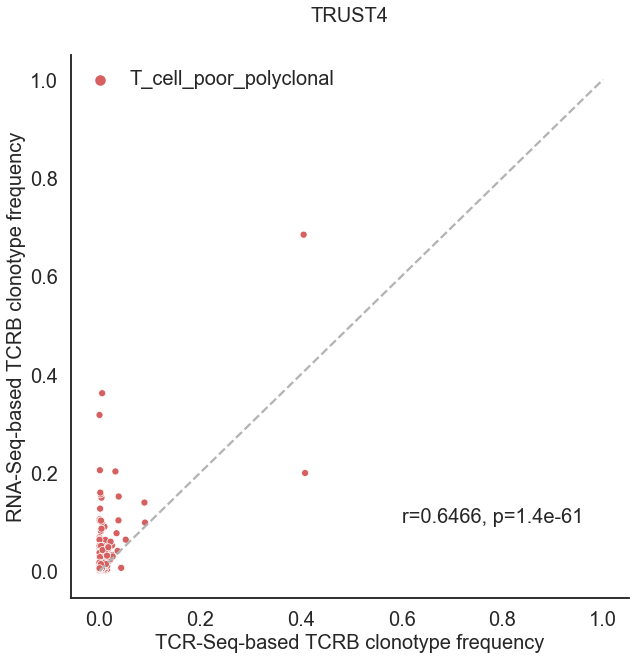 TRUST4
T_cell_poor_polyclonal
RNA-Seq-based TCRB clonotype frequency
1.0
0.8
0.6
0.4
0.2
0.0
r=0.6466, p=1.4e-61
0.0 0.2 0.4 0.6 0.8 1.0
TCR-Seq-based TCRB clonotype frequency